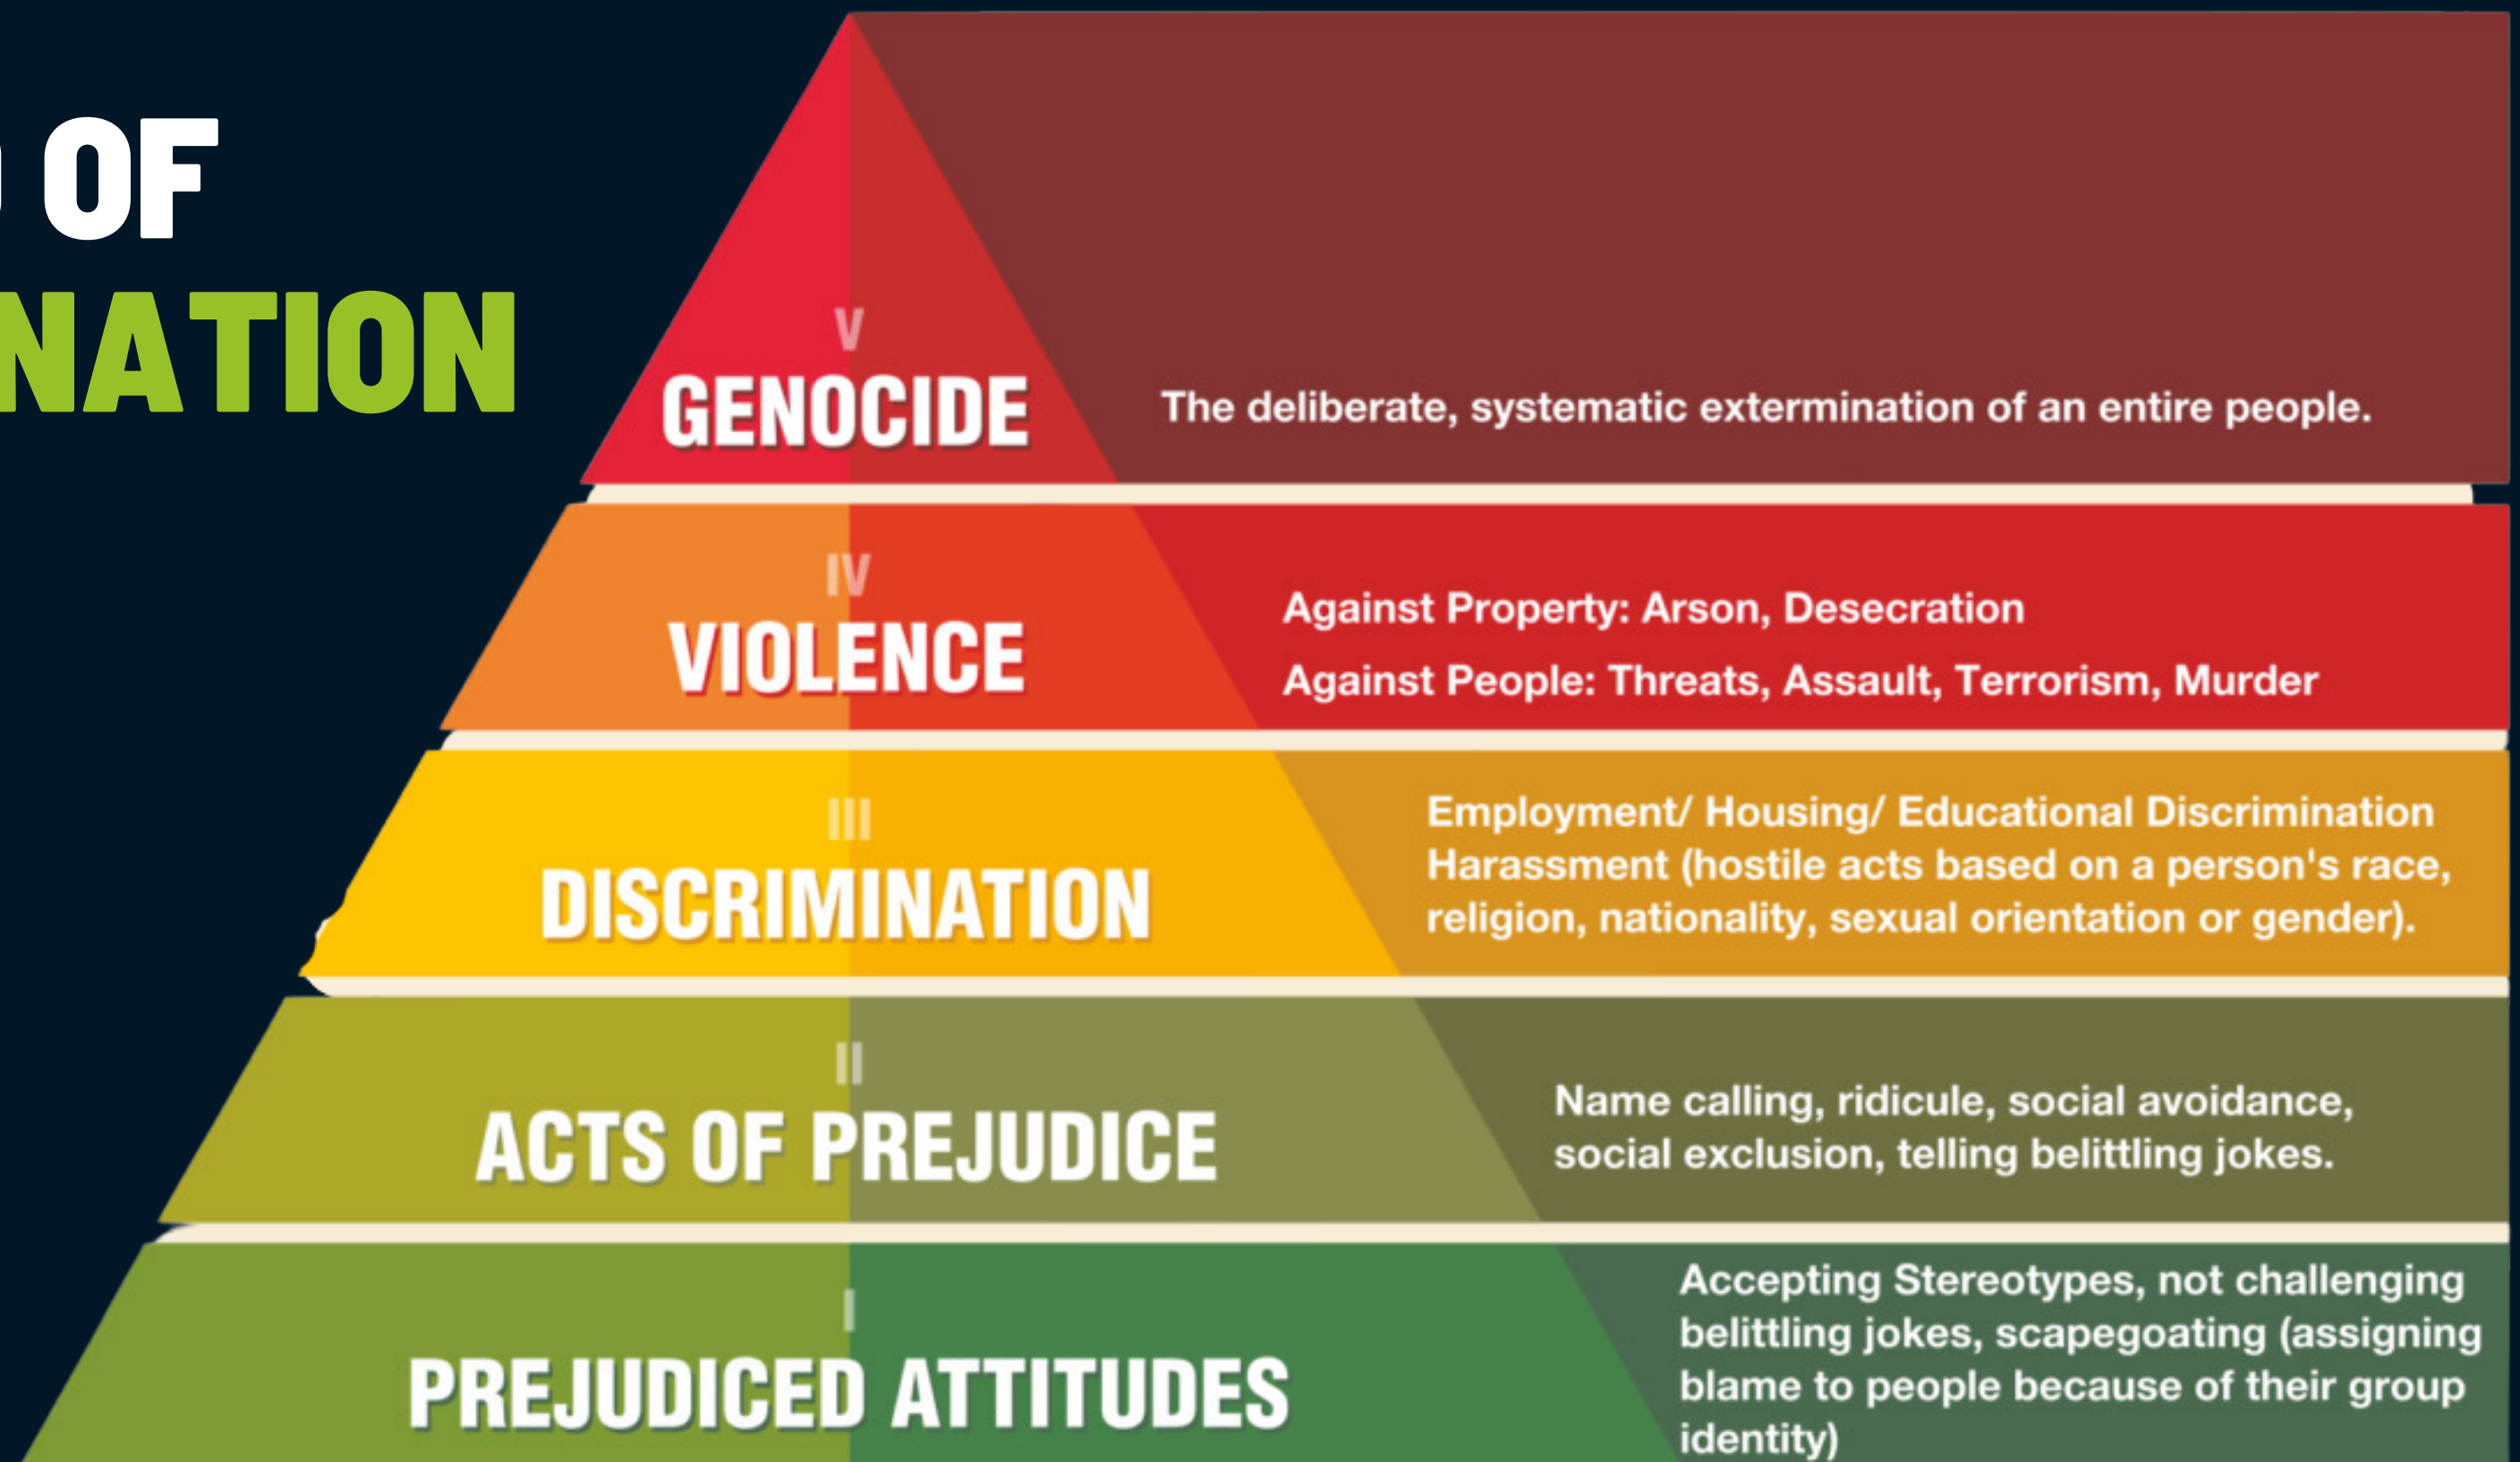 OF
NATION
V
GENOCIDE
The deliberate, systematic extermination of an entire people.
IV
VIOLENCE
Against Property: Arson, Desecration
Against People: Threats, Assault, Terrorism, Murder
III
DISCRIMINATION
Employment/ Housing/ Educational Discrimination
Harassment (hostile acts based on a person's race,
religion, nationality, sexual orientation or gender).
II
ACTS OF PREJUDICE
Name calling, ridicule, social avoidance,
social exclusion, telling belittling jokes.
I
PREJUDICED ATTITUDES
Accepting Stereotypes, not challenging
belittling jokes, scapegoating (assigning
blame to people because of their group
identity)